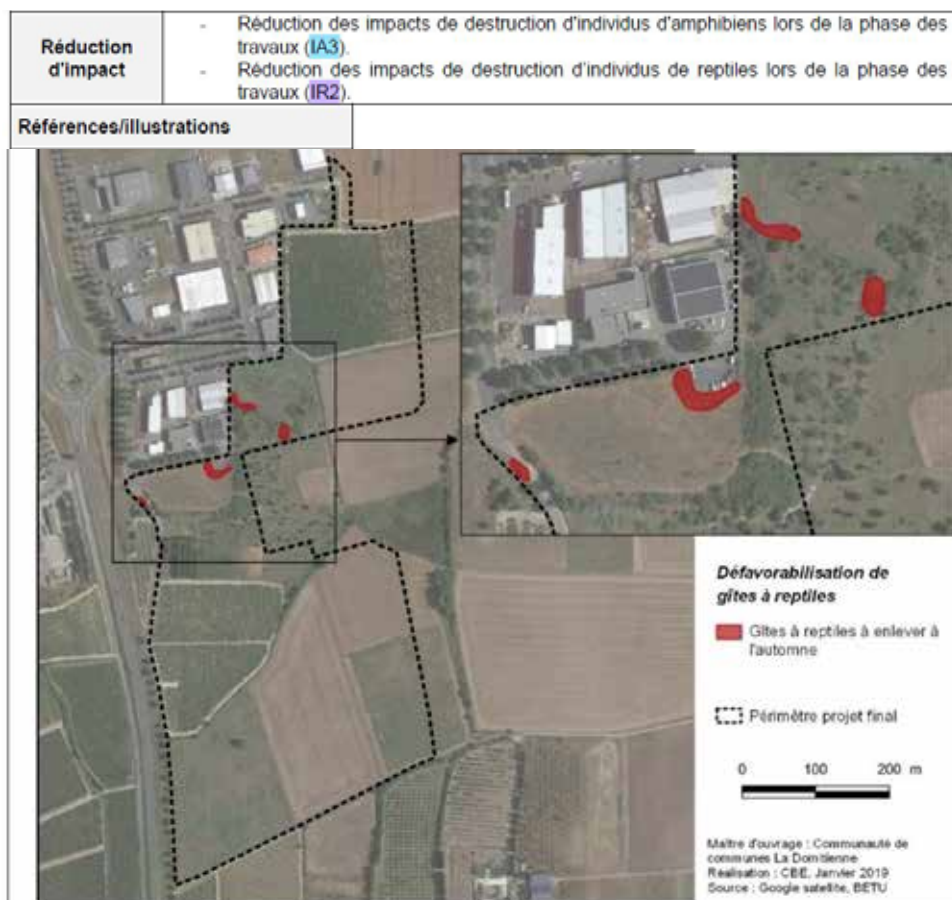 Réduction d'impact
- Réduction des impacts de destruction d'individus d'amphibiens lors de la phase des
travaux (IA3).
- Réduction des impacts de destruction d'individus de reptiles lors de la phase des
travaux (IR2).
Références/illustrations
Défavorabilisation de
gîtes à reptiles
Gîtes à reptiles à enlever à
l'automne
Périmètre projet final
0 100 200 m
Maître d'ouvrage : Communauté de
communes La Domitienne
Réalisation : CBE, Janvier 2019
Source : Google satellite, BETU